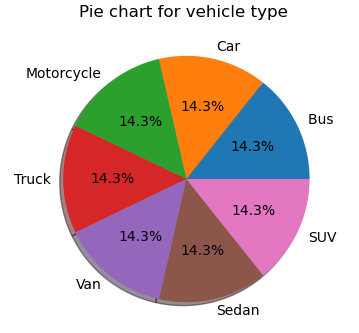 Pie chart for vehicle type
Car
Motorcycle
Bus
14.3%
14.3%
14.3%
14.3%
Truck
14.3%
14.3%
14.3%
SUV
Van
Sedan